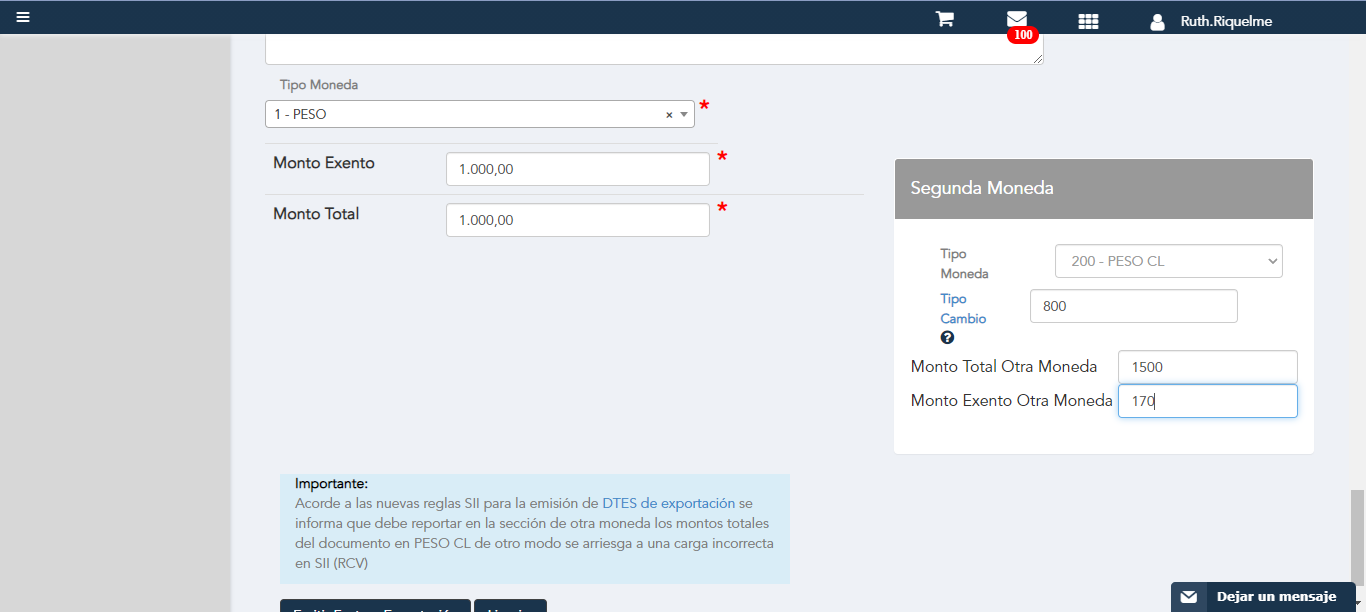 Ruth.Riquelme
100
Tipo Moneda
1 - PESO
×
*
Monto Exento
1.000,00
*
Monto Total
1.000,00
*
Segunda Moneda
Tipo
Moneda
200 - PESO CL
Tipo
Cambio
800
Monto Total Otra Moneda
1500
Monto Exento Otra Moneda
170
Importante:
Acorde a las nuevas reglas SII para la emisión de DTES de exportación se
informa que debe reportar en la sección de otra moneda los montos totales
del documento en PESO CL de otro modo se arriesga a una carga incorrecta
en SII (RCV)
Dejar un mensaje